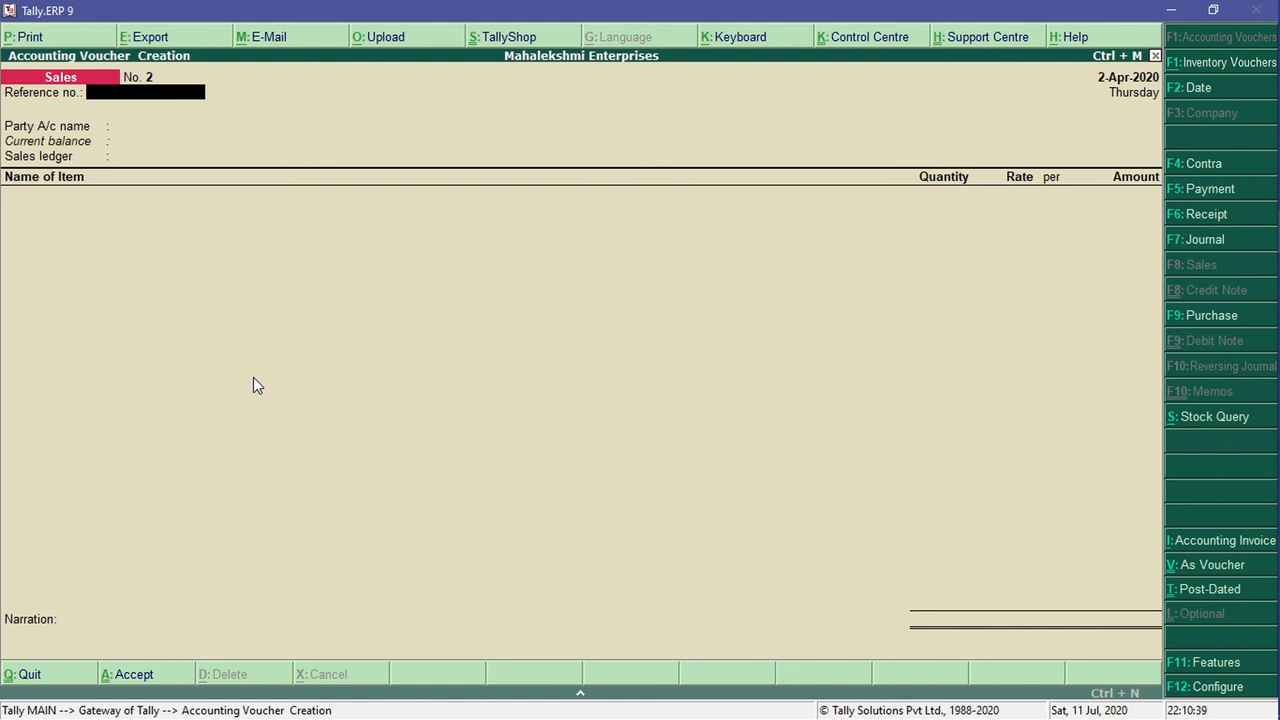 Tally.ERP 9
P: Print E: Export M: E-Mail O: Upload S: TallyShop G: Language K: Keyboard K: Control Centre H: Support Centre H: Help
Accounting Voucher Creation Mahalekshmi Enterprises Ctrl + M
Sales No. 2 2-Apr-2020
Reference no.: Thursday
Party A/c name :
Current balance :
Sales ledger :
Name of Item Quantity Rate per Amount
Narration:
F1: Accounting Vouchers
F1: Inventory Vouchers
F2: Date
F3: Company
F4: Contra
F5: Payment
F6: Receipt
F7: Journal
F8: Sales
F8: Credit Note
F9: Purchase
F9: Debit Note
F10: Reversing Journal
F10: Memos
S: Stock Query
I: Accounting Invoice
V: As Voucher
T: Post-Dated
L: Optional
F11: Features
F12: Configure
Q: Quit A: Accept D: Delete X: Cancel
Ctrl + N
Tally MAIN --> Gateway of Tally --> Accounting Voucher Creation © Tally Solutions Pvt Ltd., 1988-2020 Sat, 11 Jul, 2020 22:10:39